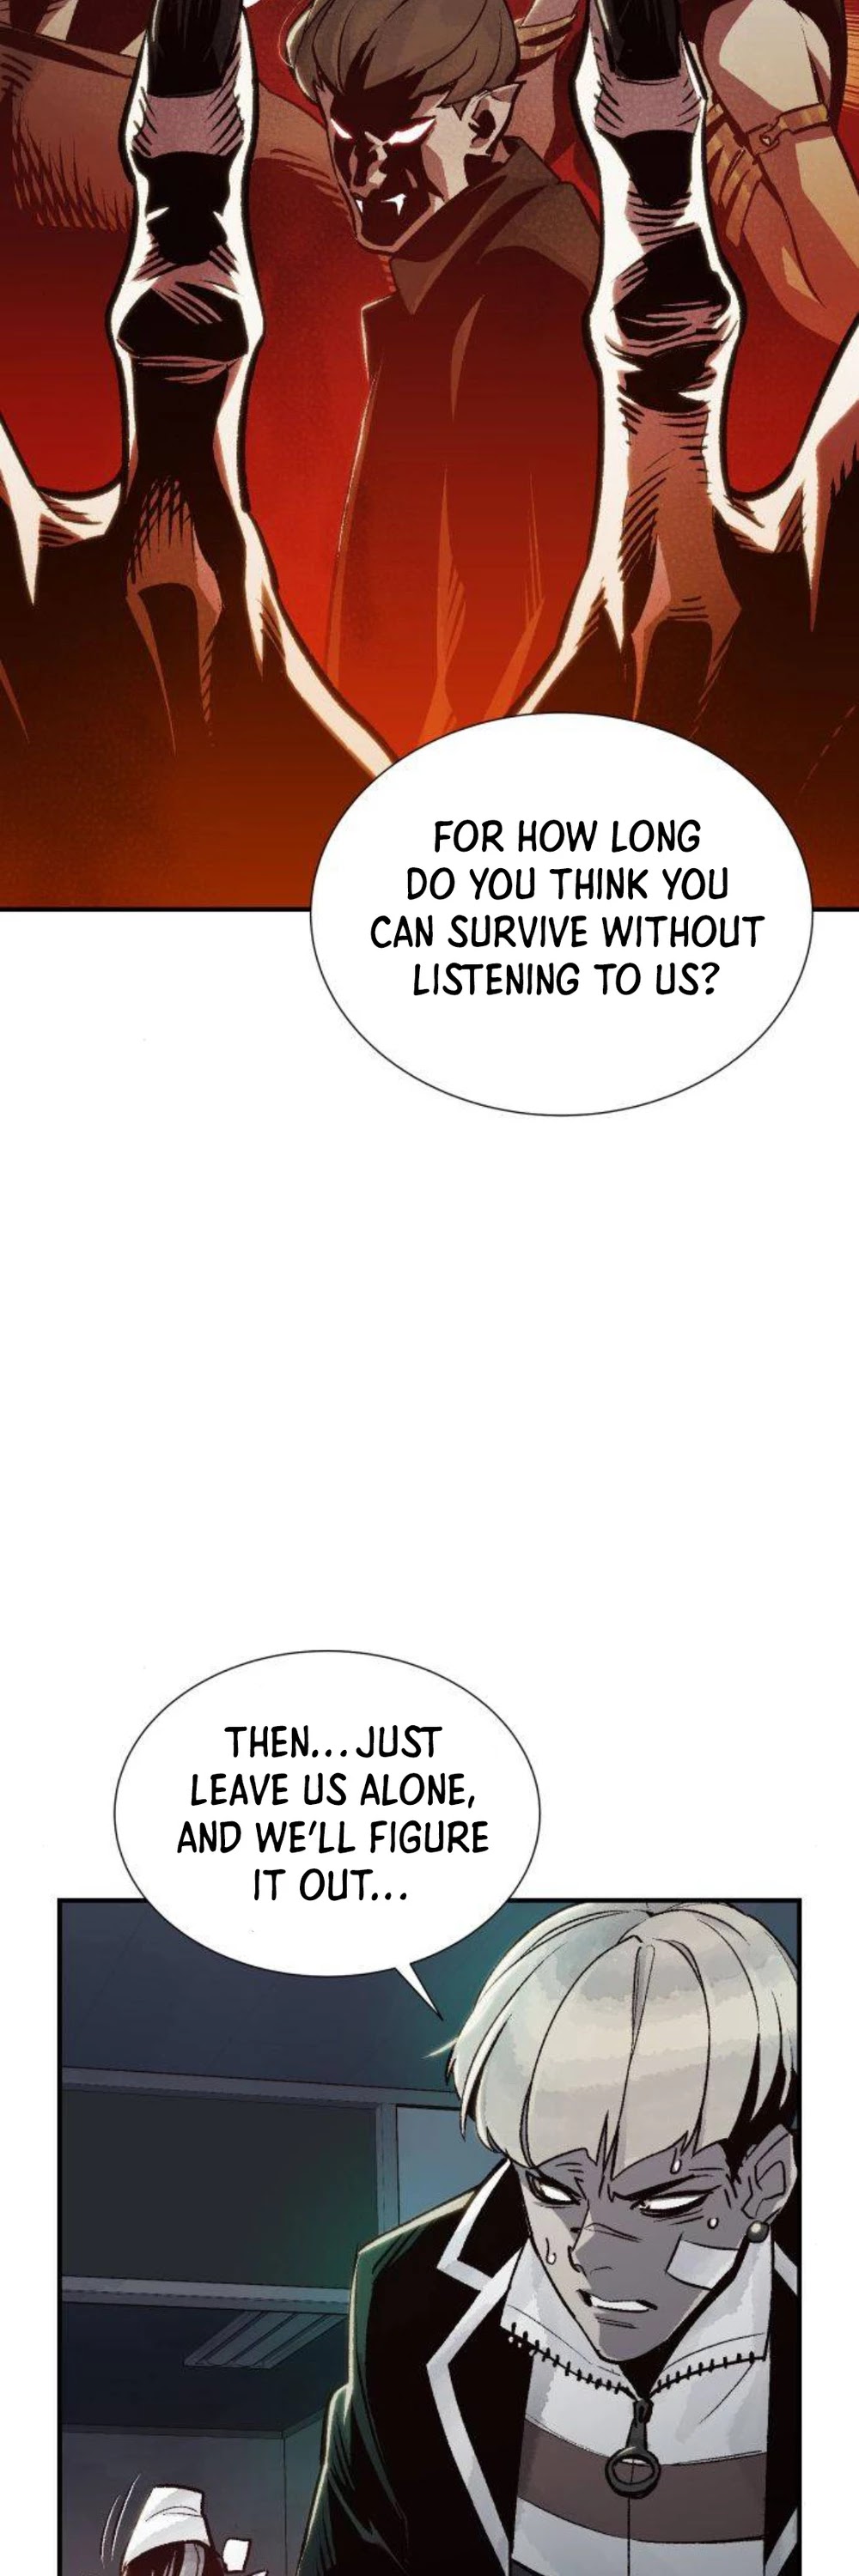 FOR HOW LONG
DO YOU THINK YOU
CAN SURVIVE WITHOUT
LISTENING TO US?
THEN...JUST
LEAVE US ALONE,
AND WE'LL FIGURE
IT OUT...